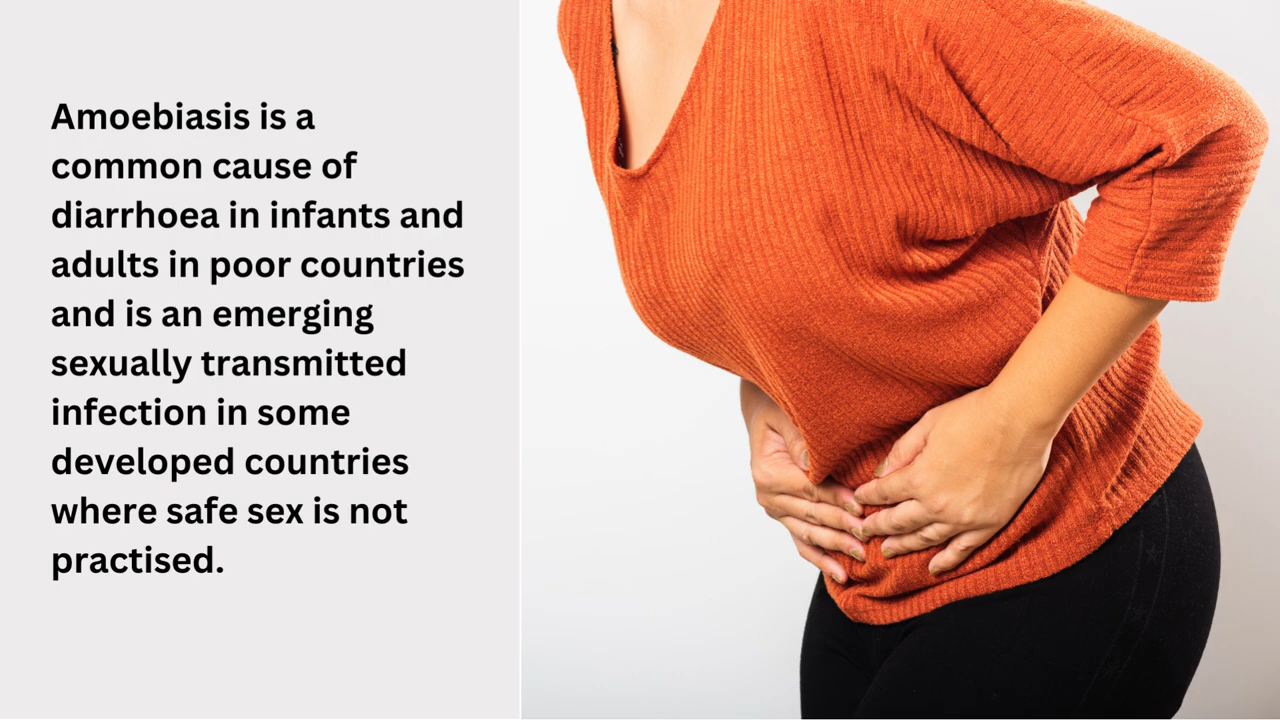 Amoebiasis is a
common cause of
diarrhoea in infants and
adults in poor countries
and is an emerging
sexually transmitted
infection in some
developed countries
where safe sex is not
practised.